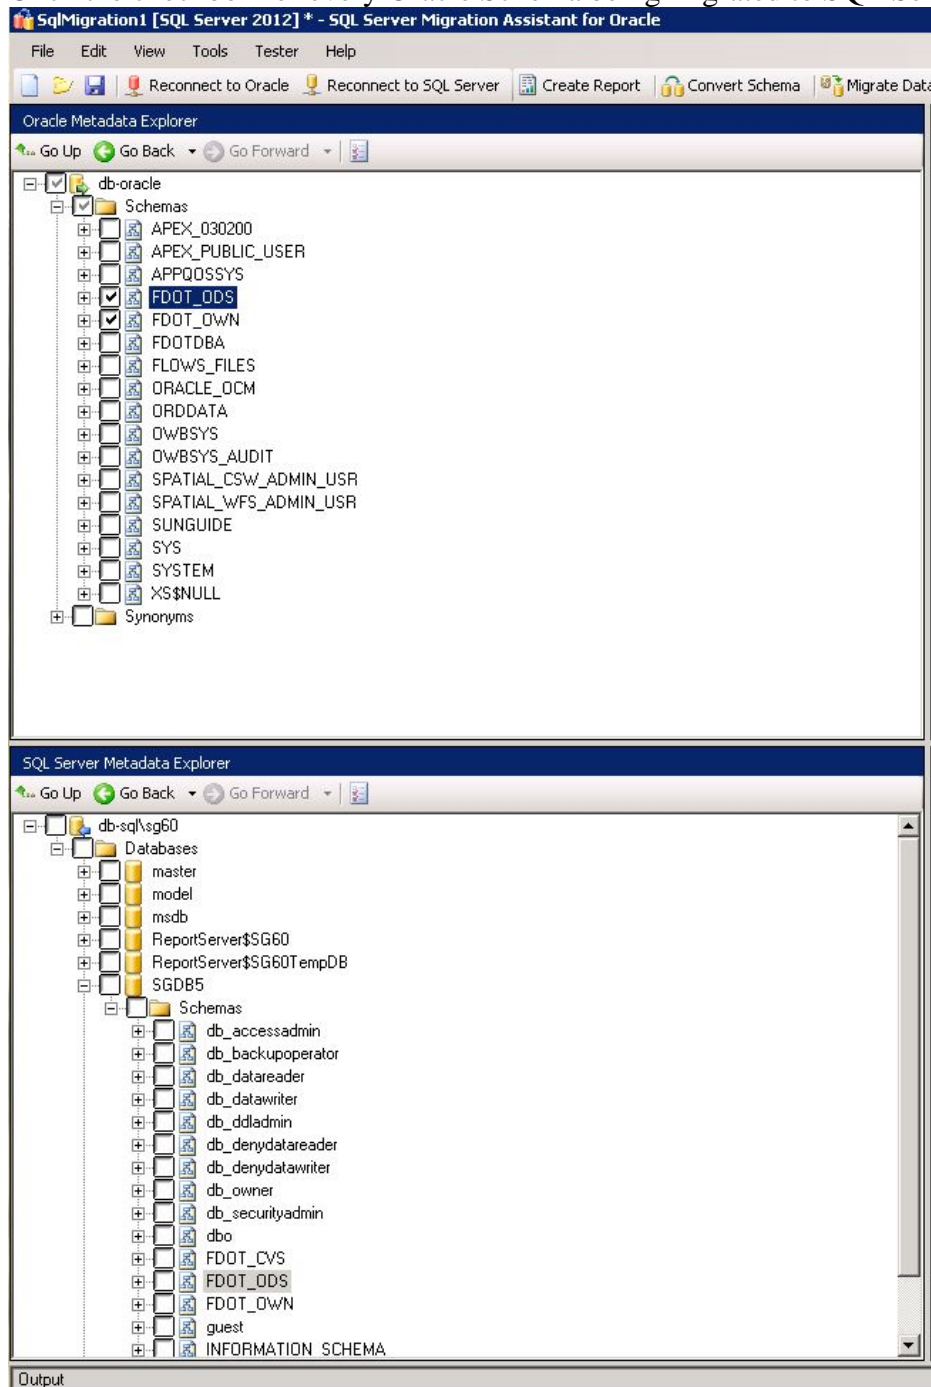 SqlMigration1 [SQL Server 2012] * - SQL Server Migration Assistant for Oracle
File Edit View Tools Tester Help
Reconnect to Oracle Reconnect to SQL Server Create Report Convert Schema Migrate Data
Oracle Metadata Explorer
Go Up Go Back Go Forward
db-oracle
Schemas
APEX_030200
APEX_PUBLIC_USER
APPQOSSYS
FDOT_ODS
FDOT_OWN
FDOTDBA
FLOWS_FILES
ORACLE_OCM
ORDDATA
OWBSYS
OWBSYS_AUDIT
SPATIAL_CSW_ADMIN_USR
SPATIAL_WFS_ADMIN_USR
SUNGUIDE
SYS
SYSTEM
XS$NULL
Synonyms
SQL Server Metadata Explorer
Go Up Go Back Go Forward
db-sql\sg60
Databases
master
model
msdb
ReportServer$SG60
ReportServer$SG60TempDB
SGDB5
Schemas
db_accessadmin
db_backupoperator
db_datareader
db_datawriter
db_ddladmin
db_denydatareader
db_denydatawriter
db_owner
db_securityadmin
dbo
FDOT_CVS
FDOT_ODS
FDOT_OWN
guest
INFORMATION_SCHEMA
Output